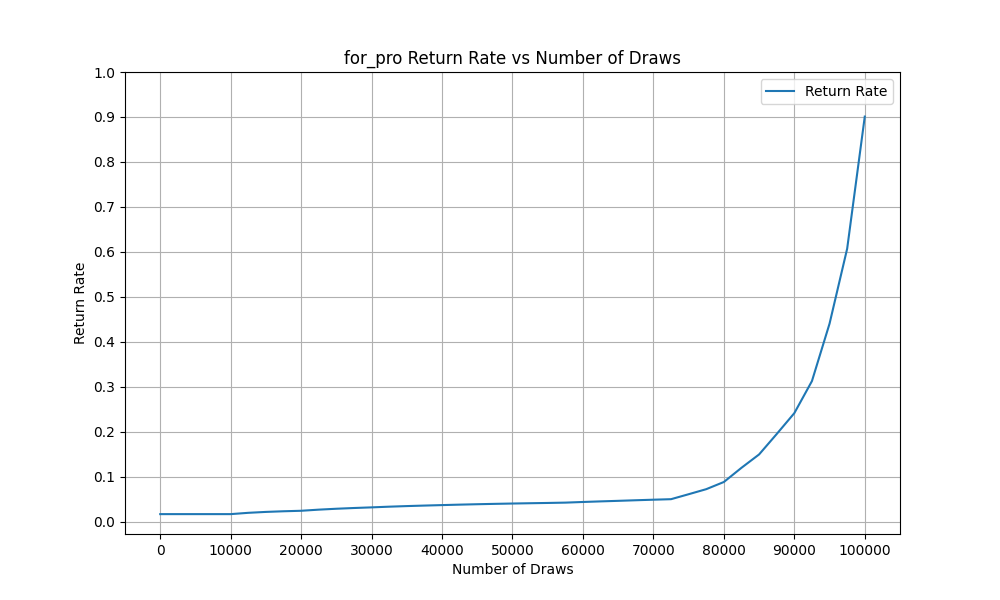 for_pro Return Rate vs Number of Draws
Return Rate
1.0
0.9
0.8
0.7
0.6
0.5
0.4
0.3
0.2
0.1
0.0
Return Rate
0 10000 20000 30000 40000 50000 60000 70000 80000 90000 100000
Number of Draws